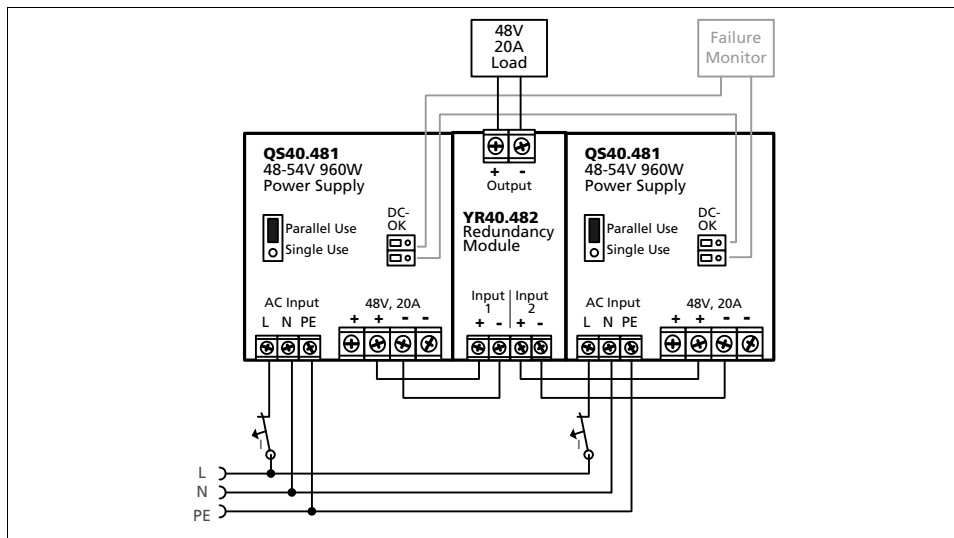 48V
20A
Load
Failure
Monitor
QS40.481
48-54V 960W
Power Supply
Parallel Use
Single Use
DC-
OK
AC Input
L N PE
48V, 20A
+ + - -
+ -
Output
YR40.482
Redundancy
Module
Input
1
Input
2
+ - + -
QS40.481
48-54V 960W
Power Supply
Parallel Use
Single Use
DC-
OK
AC Input
L N PE
48V, 20A
+ + - -
I
I
L
N
PE